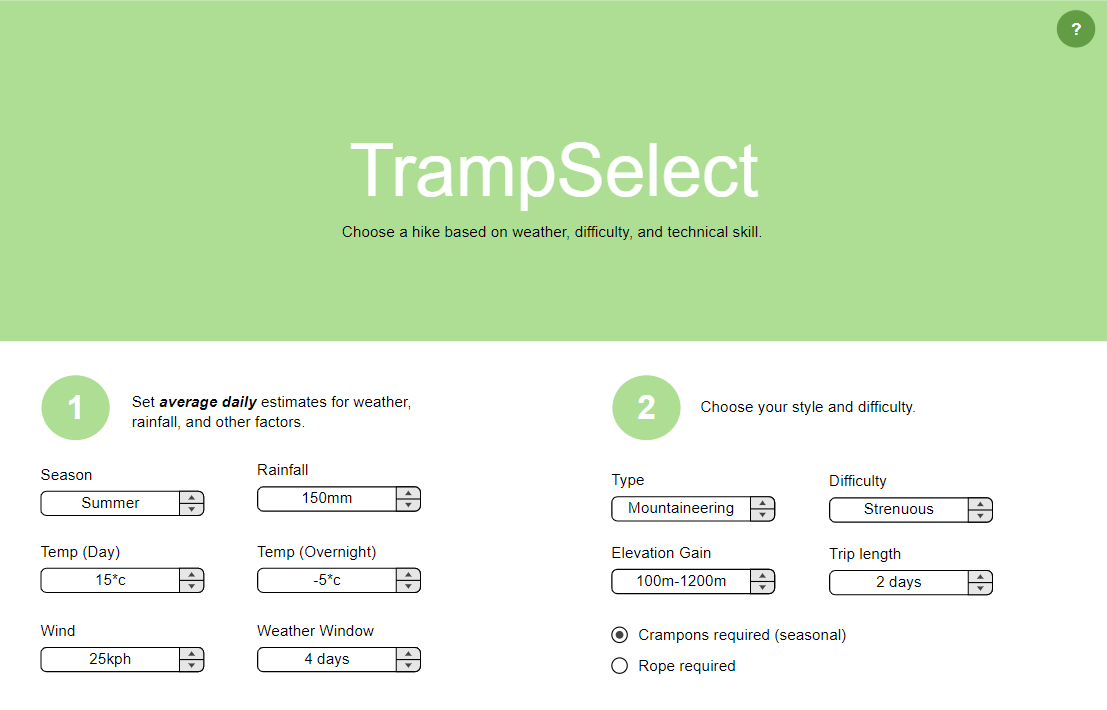 ?
TrampSelect
Choose a hike based on weather, difficulty, and technical skill.
1
Set average daily estimates for weather,
rainfall, and other factors.
Season
Summer
Rainfall
150mm
Temp (Day)
15*c
Temp (Overnight)
-5*c
Wind
25kph
Weather Window
4 days
2
Choose your style and difficulty.
Type
Mountaineering
Difficulty
Strenuous
Elevation Gain
100m-1200m
Trip length
2 days
Crampons required (seasonal)
Rope required